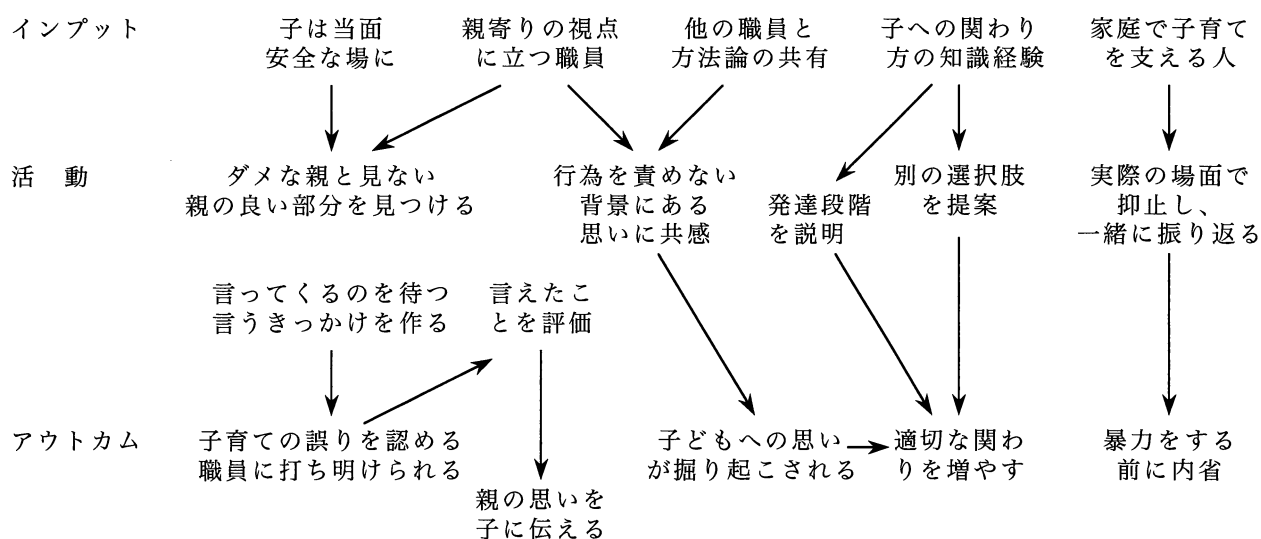 インプット
子は当面
安全な場に
親寄りの視点
に立つ職員
他の職員と
方法論の共有
子への関わり
方の知識経験
家庭で子育て
を支える人
活　動
ダメな親と見ない
親の良い部分を見つける
行為を責めない
背景にある
思いに共感
発達段階
を説明
別の選択肢
を提案
実際の場面で
抑止し、
一緒に振り返る
言ってくるのを待つ
言うきっかけを作る
言えたこ
とを評価
アウトカム
子育ての誤りを認める
職員に打ち明けられる
親の思いを
子に伝える
子どもへの思い
が掘り起こされる
適切な関わ
りを増やす
暴力をする
前に内省